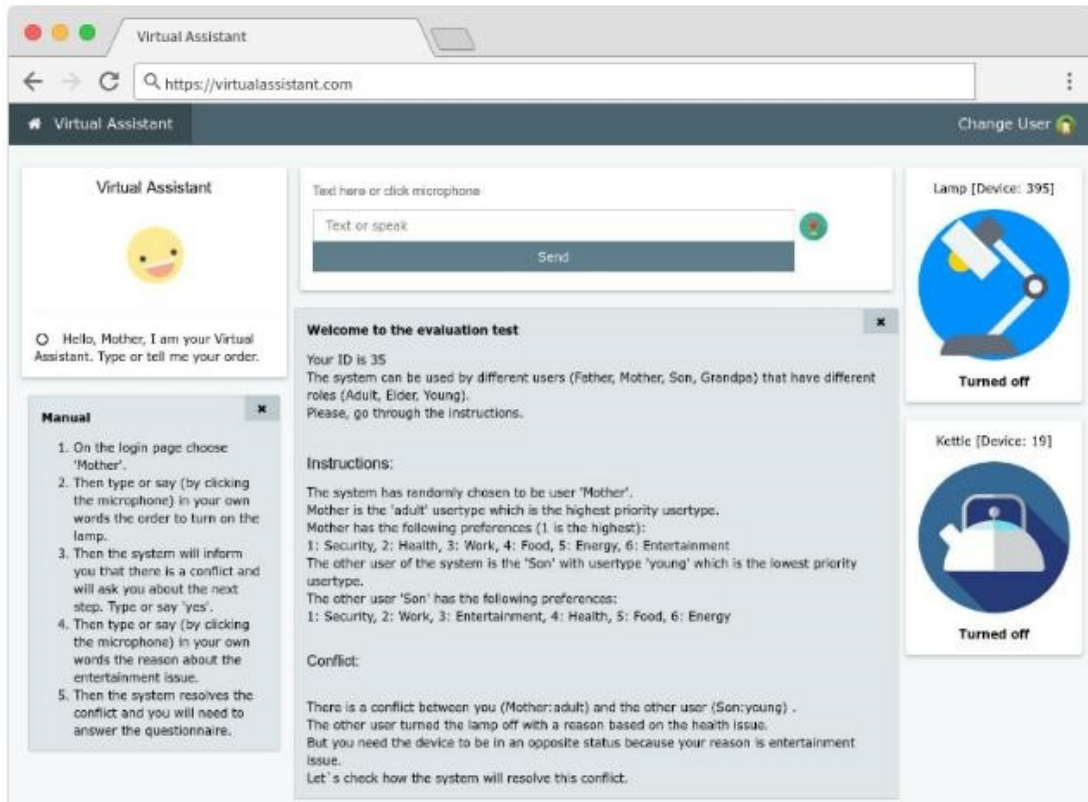 Virtual Assistant
https://virtualassistant.com
Virtual Assistant
Change User
Virtual Assistant
Hello, Mother, I am your Virtual
Assistant. Type or tell me your order.
Manual
1. On the login page choose
'Mother'.
2. Then type or say (by clicking
the microphone) in your own
words the order to turn on the
lamp.
3. Then the system will inform
you that there is a conflict and
will ask you about the next
step. Type or say 'yes'.
4. Then type or say (by clicking
the microphone) in your own
words the reason about the
entertainment issue.
5. Then the system resolves the
conflict and you will need to
answer the questionnaire.
Text here or click microphone
Text or speak
Send
Welcome to the evaluation test
Your ID is 35
The system can be used by different users (Father, Mother, Son, Grandpa) that have different
roles (Adult, Elder, Young).
Please, go through the instructions.
Instructions:
The system has randomly chosen to be user 'Mother'.
Mother is the 'adult' usertype which is the highest priority usertype.
Mother has the following preferences (1 is the highest):
1: Security, 2: Health, 3: Work, 4: Food, 5: Energy, 6: Entertainment
The other user of the system is the 'Son' with usertype 'young' which is the lowest priority
usertype.
The other user 'Son' has the following preferences:
1: Security, 2: Work, 3: Entertainment, 4: Health, 5: Food, 6: Energy
Conflict:
There is a conflict between you (Mother:adult) and the other user (Son:young) .
The other user turned the lamp off with a reason based on the health issue.
But you need the device to be in an opposite status because your reason is entertainment
issue.
Let`s check how the system will resolve this conflict.
Lamp [Device: 395]
Turned off
Kettle [Device: 19]
Turned off